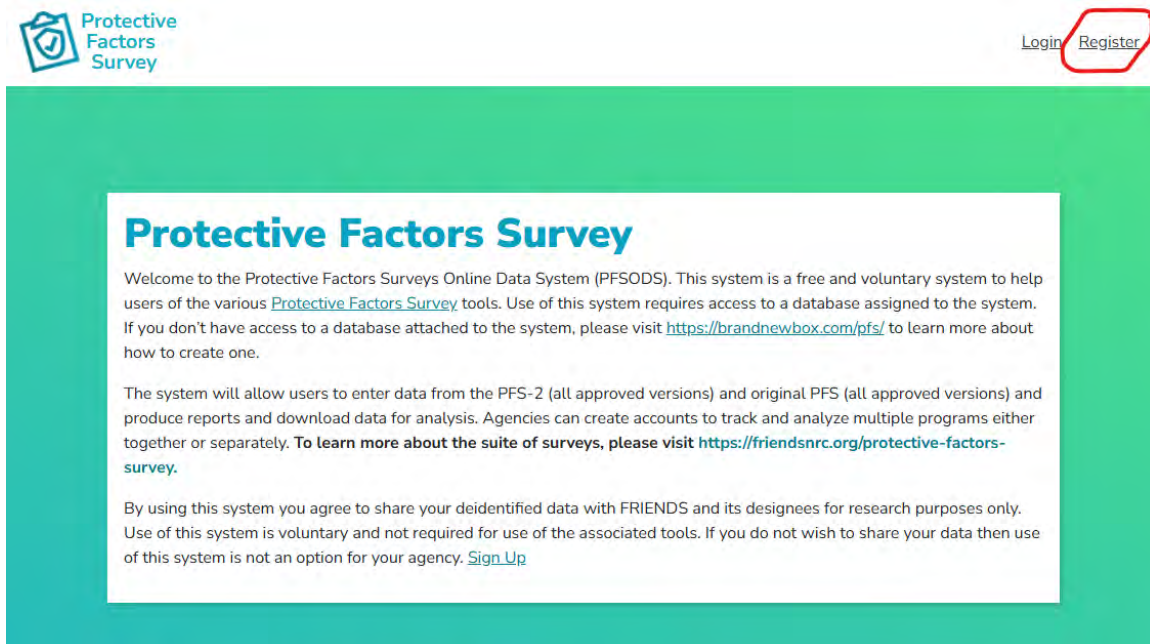 Protective
Factors
Survey
Login Register
Protective Factors Survey
Welcome to the Protective Factors Surveys Online Data System (PFSODS). This system is a free and voluntary system to help
users of the various Protective Factors Survey tools. Use of this system requires access to a database assigned to the system.
If you don't have access to a database attached to the system, please visit https://brandnewbox.com/pfs/ to learn more about
how to create one.
The system will allow users to enter data from the PFS-2 (all approved versions) and original PFS (all approved versions) and
produce reports and download data for analysis. Agencies can create accounts to track and analyze multiple programs either
together or separately. To learn more about the suite of surveys, please visit https://friendsnrc.org/protective-factors-
survey.
By using this system you agree to share your deidentified data with FRIENDS and its designees for research purposes only.
Use of this system is voluntary and not required for use of the associated tools. If you do not wish to share your data then use
of this system is not an option for your agency. Sign Up